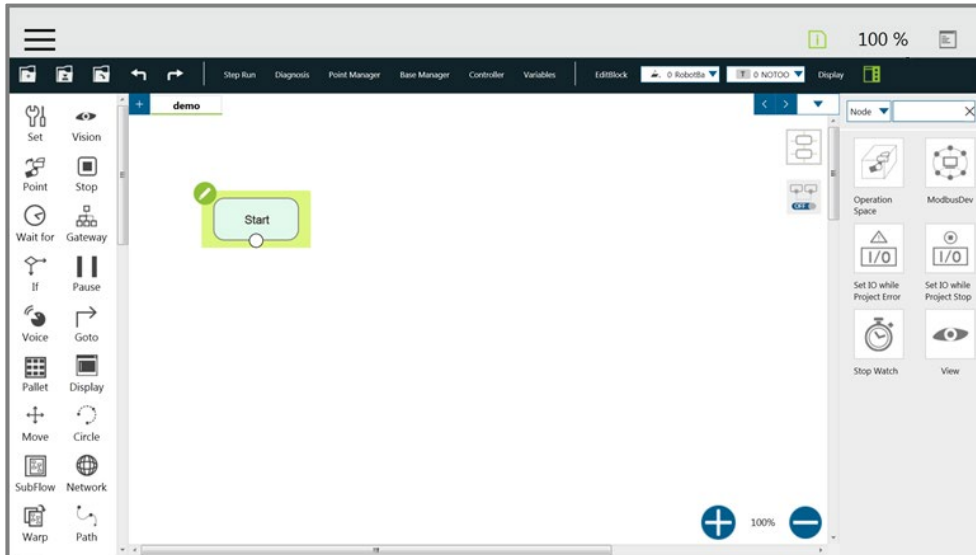 100 %
Step Run Diagnosis Point Manager Base Manager Controller Variables EditBlock 0 RobotBa T 0 NOTOO Display
+ demo
Node
Set Vision
Point Stop
Wait for Gateway
If Pause
Voice Goto
Pallet Display
Move Circle
SubFlow Network
Warp Path
Start
OFF
100%
Operation Space
ModbusDev
I/O I/O
Set IO while Project Error
Set IO while Project Stop
Stop Watch View